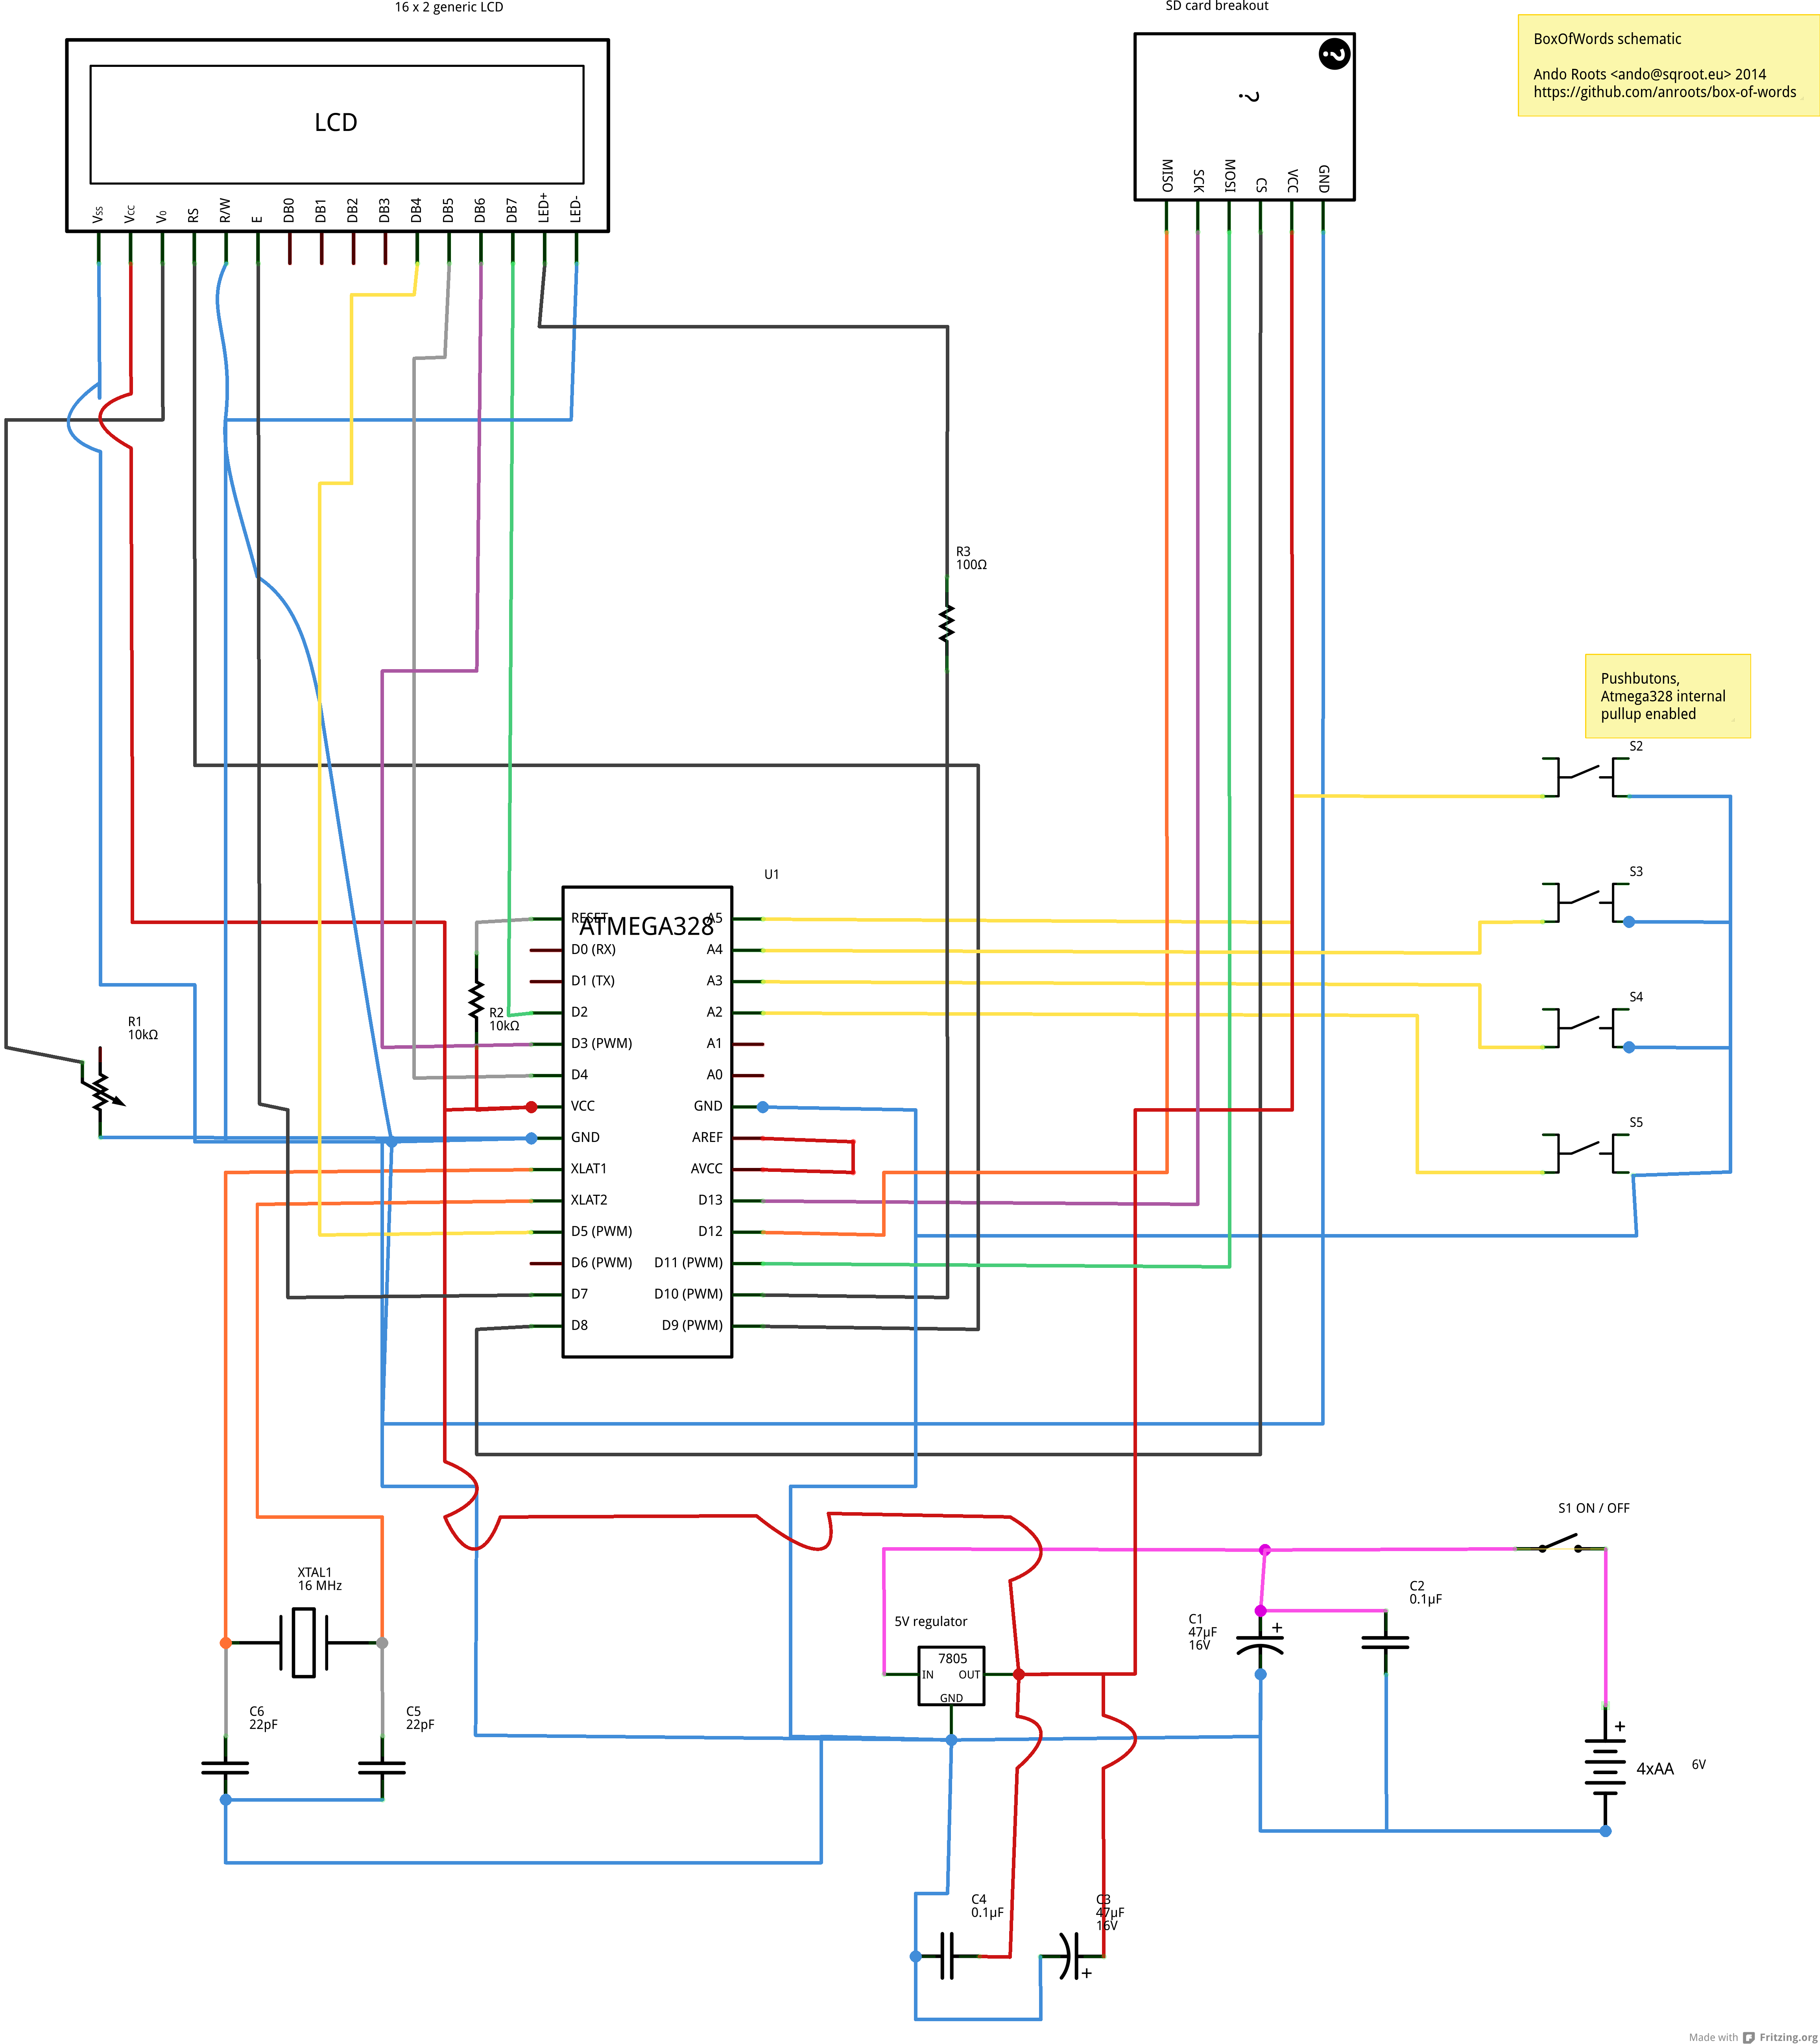 16 x 2 generic LCD
SD card breakout
BoxOfWords schematic
Ando Roots <ando@sqroot.eu> 2014
https://github.com/anroots/box-of-words
LCD
Vss
Vcc
V0
RS
R/W
E
DB0
DB1
DB2
DB3
DB4
DB5
DB6
DB7
LED+
LED-
?
?
MISO
SCK
MOSI
CS
VCC
GND
R3
100Ω
Pushbutons,
Atmega328 internal
pullup enabled
S2
S3
S4
S5
U1
ATMEGA328
RESET
D0 (RX)
D1 (TX)
D2
D3 (PWM)
D4
VCC
GND
XLAT1
XLAT2
D5 (PWM)
D6 (PWM)
D7
D8
A5
A4
A3
A2
A1
A0
GND
AREF
AVCC
D13
D12
D11 (PWM)
D10 (PWM)
D9 (PWM)
R2
10kΩ
R1
10kΩ
S1 ON / OFF
XTAL1
16 MHz
C2
0.1µF
C1
47µF
16V
+
5V regulator
7805
IN
OUT
GND
C6
22pF
C5
22pF
+
4xAA
6V
C4
0.1µF
C3
47µF
16V
+
Made with Fritzing.org